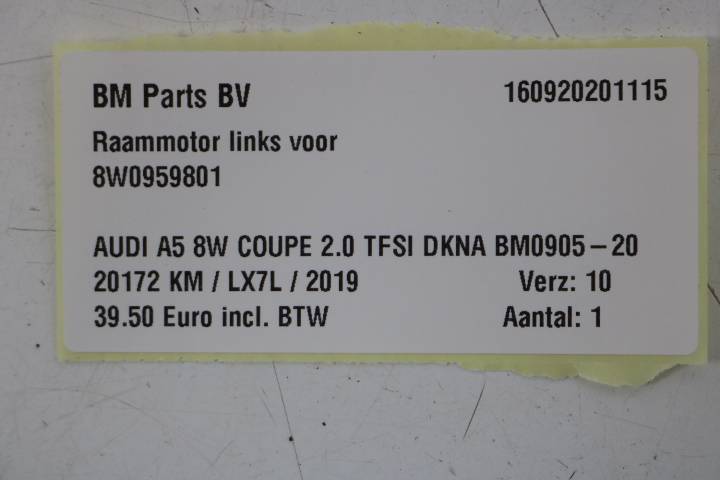 BM Parts BV 160920201115
Raammotor links voor
8W0959801
AUDI A5 8W COUPE 2.0 TFSI DKNA BM0905-20
20172 KM / LX7L / 2019 Verz: 10
39.50 Euro incl. BTW Aantal: 1